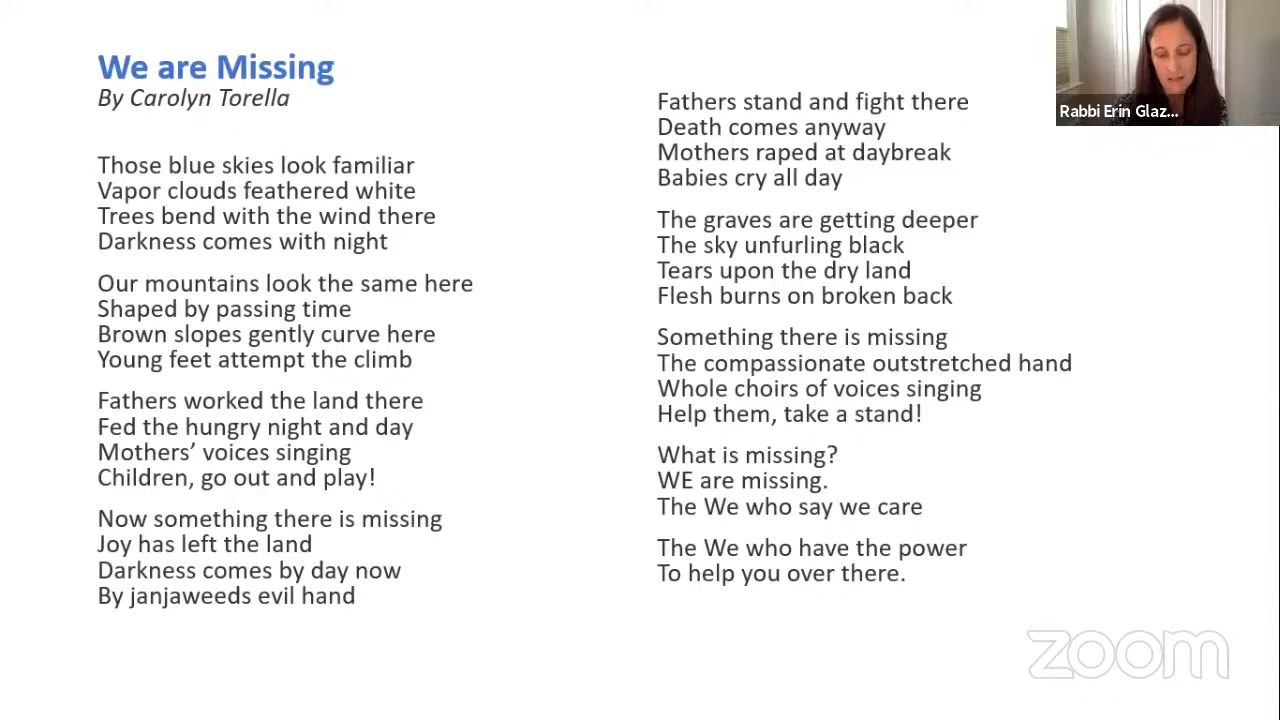 We are Missing
By Carolyn Torella
Those blue skies look familiar
Vapor clouds feathered white
Trees bend with the wind there
Darkness comes with night
Our mountains look the same here
Shaped by passing time
Brown slopes gently curve here
Young feet attempt the climb
Fathers worked the land there
Fed the hungry night and day
Mothers’ voices singing
Children, go out and play!
Now something there is missing
Joy has left the land
Darkness comes by day now
By janjaweeds evil hand
Fathers stand and fight there
Death comes anyway
Mothers raped at daybreak
Babies cry all day
The graves are getting deeper
The sky unfurling black
Tears upon the dry land
Flesh burns on broken back
Something there is missing
The compassionate outstretched hand
Whole choirs of voices singing
Help them, take a stand!
What is missing?
WE are missing.
The We who say we care
The We who have the power
To help you over there.
Rabbi Erin Glaz...
zoom